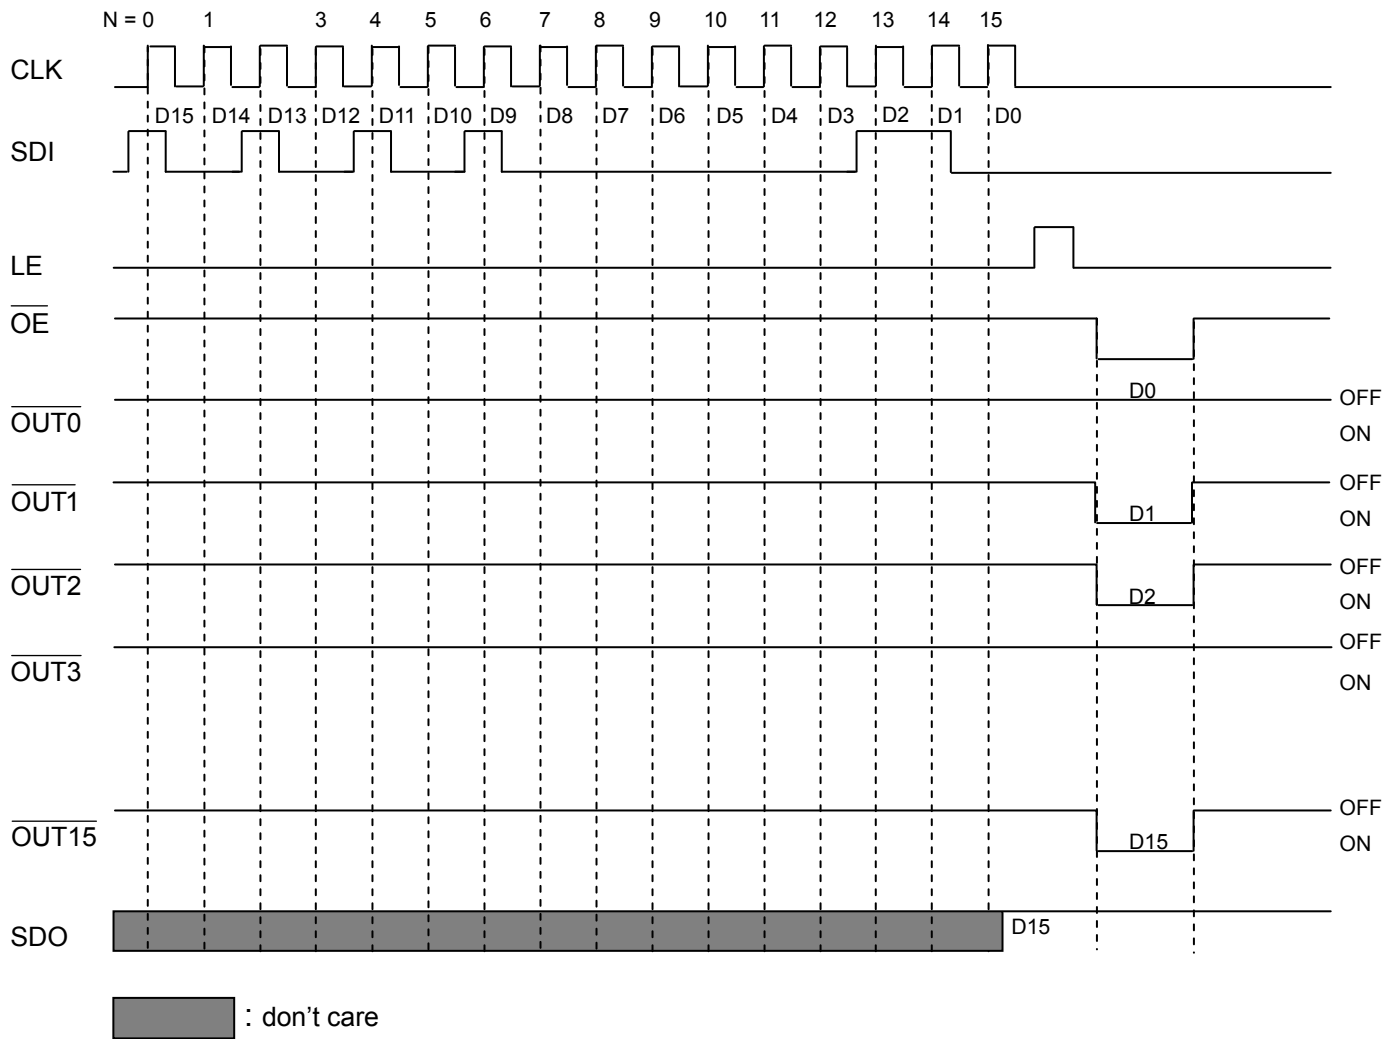 N = 0 1 3 4 5 6 7 8 9 10 11 12 13 14 15
CLK
D15 D14 D13 D12 D11 D10 D9 D8 D7 D6 D5 D4 D3 D2 D1 D0
SDI
LE
OE
D0
OFF
OUT0
ON
OFF
OUT1
D1
ON
OFF
OUT2
D2
ON
OFF
OUT3
ON
OFF
OUT15
D15
ON
SDO
D15
: don't care